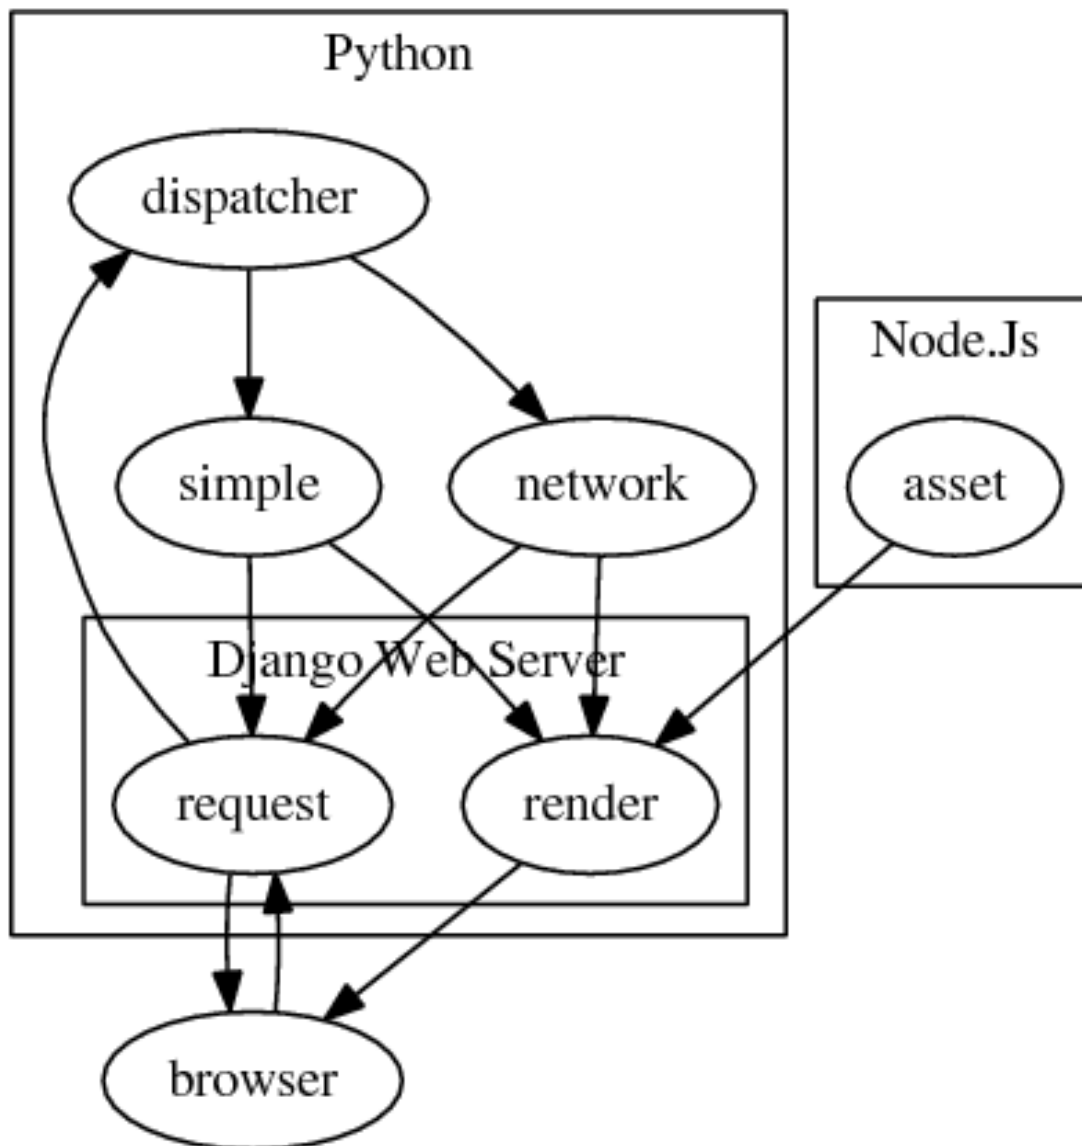 Python
dispatcher
Node.Js
simple
network
asset
Django Web Server
request
render
browser